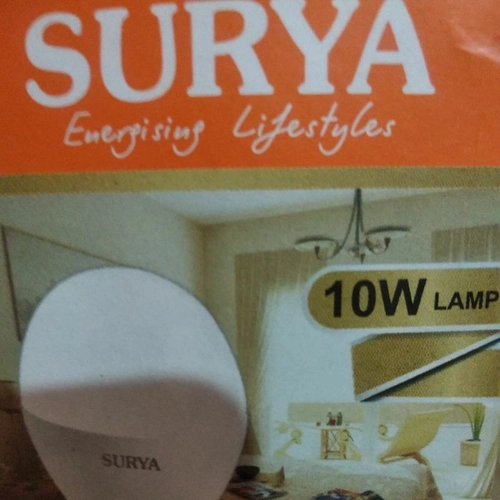 SURYA
Energising Lifestyles
10W LAMP
SURYA